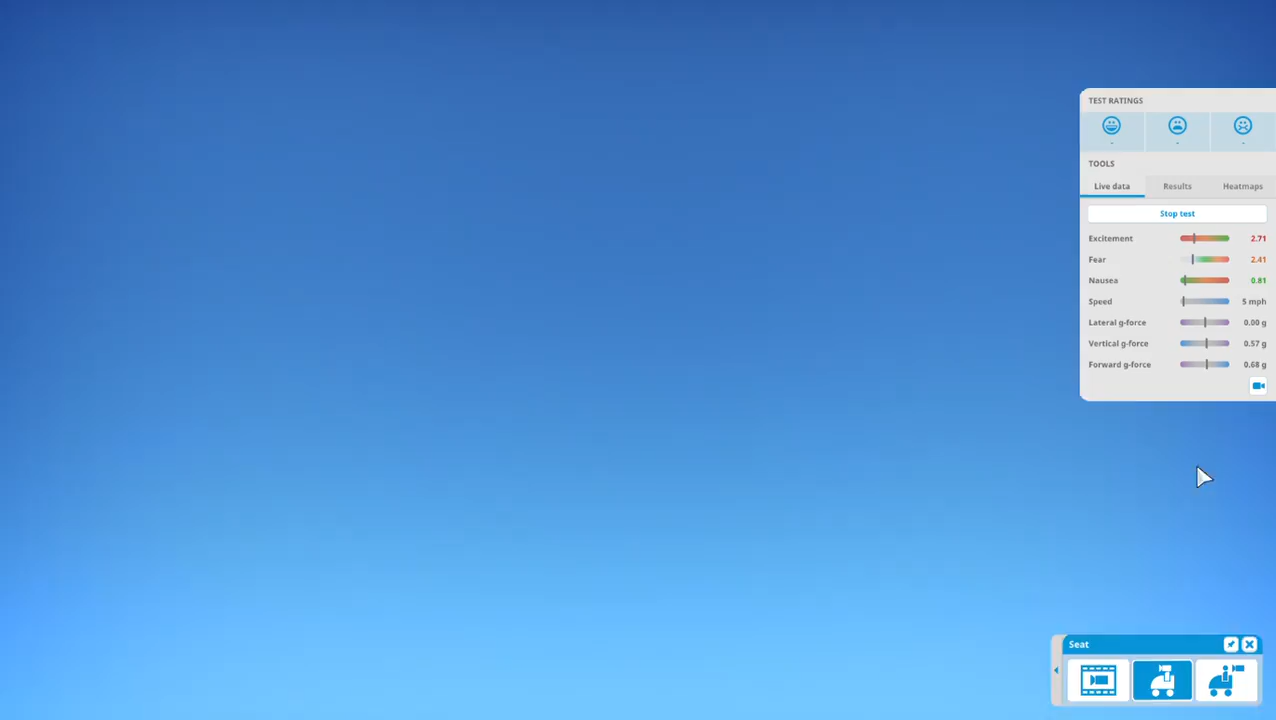 TEST RATINGS
- - -
TOOLS
Live data Results Heatmaps
Stop test
Excitement 2.71
Fear 2.41
Nausea 0.81
Speed 5 mph
Lateral g-force 0.00 g
Vertical g-force 0.57 g
Forward g-force 0.68 g
Seat